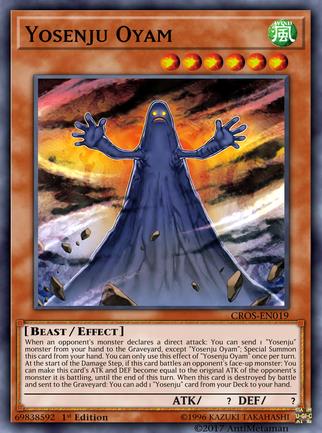 YOSENJU OYAM
WIND
風
CROS-EN019
[BEAST / EFFECT]
When an opponent's monster declares a direct attack: You can send 1 "Yosenju"
monster from your hand to the Graveyard, except "Yosenju Oyam"; Special Summon
this card from your hand. You can only use this effect of "Yosenju Oyam" once per turn.
At the start of the Damage Step, if this card battles an opponent's face-up monster: You
can make this card's ATK and DEF become equal to the original ATK of the opponent's
monster it is battling, until the end of this turn. When this card is destroyed by battle
and sent to the Graveyard: You can add 1 "Yosenju" card from your Deck to your hand.
ATK/ ? DEF/ ?
69838592 1st Edition ©1996 KAZUKI TAKAHASHI
©2017 AntiMetaman